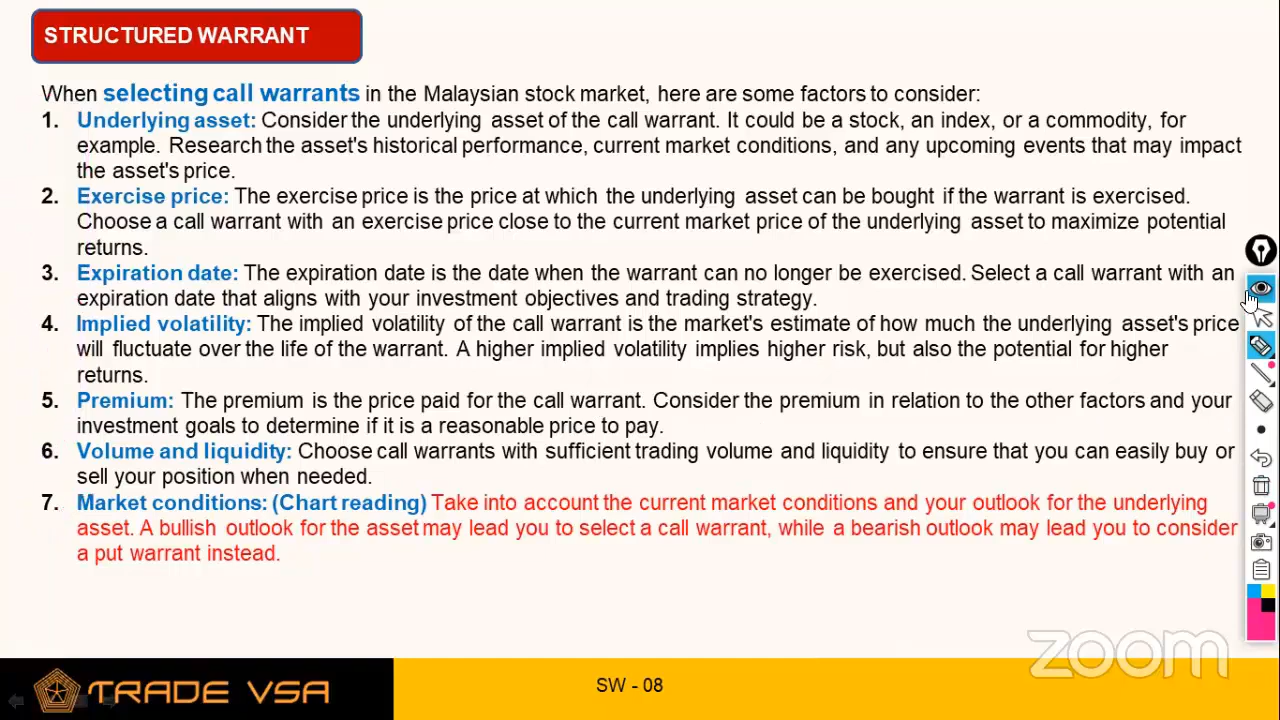 STRUCTURED WARRANT
When selecting call warrants in the Malaysian stock market, here are some factors to consider:
1. Underlying asset: Consider the underlying asset of the call warrant. It could be a stock, an index, or a commodity, for
example. Research the asset's historical performance, current market conditions, and any upcoming events that may impact
the asset's price.
2. Exercise price: The exercise price is the price at which the underlying asset can be bought if the warrant is exercised.
Choose a call warrant with an exercise price close to the current market price of the underlying asset to maximize potential
returns.
3. Expiration date: The expiration date is the date when the warrant can no longer be exercised. Select a call warrant with an
expiration date that aligns with your investment objectives and trading strategy.
4. Implied volatility: The implied volatility of the call warrant is the market's estimate of how much the underlying asset's price
will fluctuate over the life of the warrant. A higher implied volatility implies higher risk, but also the potential for higher
returns.
5. Premium: The premium is the price paid for the call warrant. Consider the premium in relation to the other factors and your
investment goals to determine if it is a reasonable price to pay.
6. Volume and liquidity: Choose call warrants with sufficient trading volume and liquidity to ensure that you can easily buy or
sell your position when needed.
7. Market conditions: (Chart reading) Take into account the current market conditions and your outlook for the underlying
asset. A bullish outlook for the asset may lead you to select a call warrant, while a bearish outlook may lead you to consider
a put warrant instead.
zoom
TRADE VSA
SW - 08